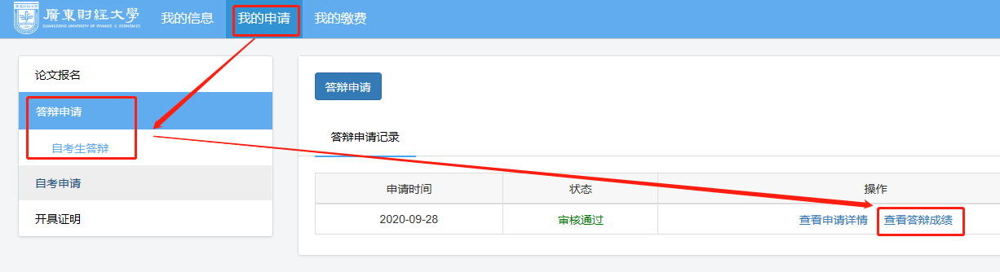 廣東財經大學
GUANGDONG UNIVERSITY OF FINANCE & ECONOMICS
我的信息 我的申请 我的缴费
论文报名
答辩申请
自考生答辩
自考申请
开具证明
答辩申请
答辩申请记录
申请时间 状态 操作
2020-09-28 审核通过 查看申请详情 查看答辩成绩